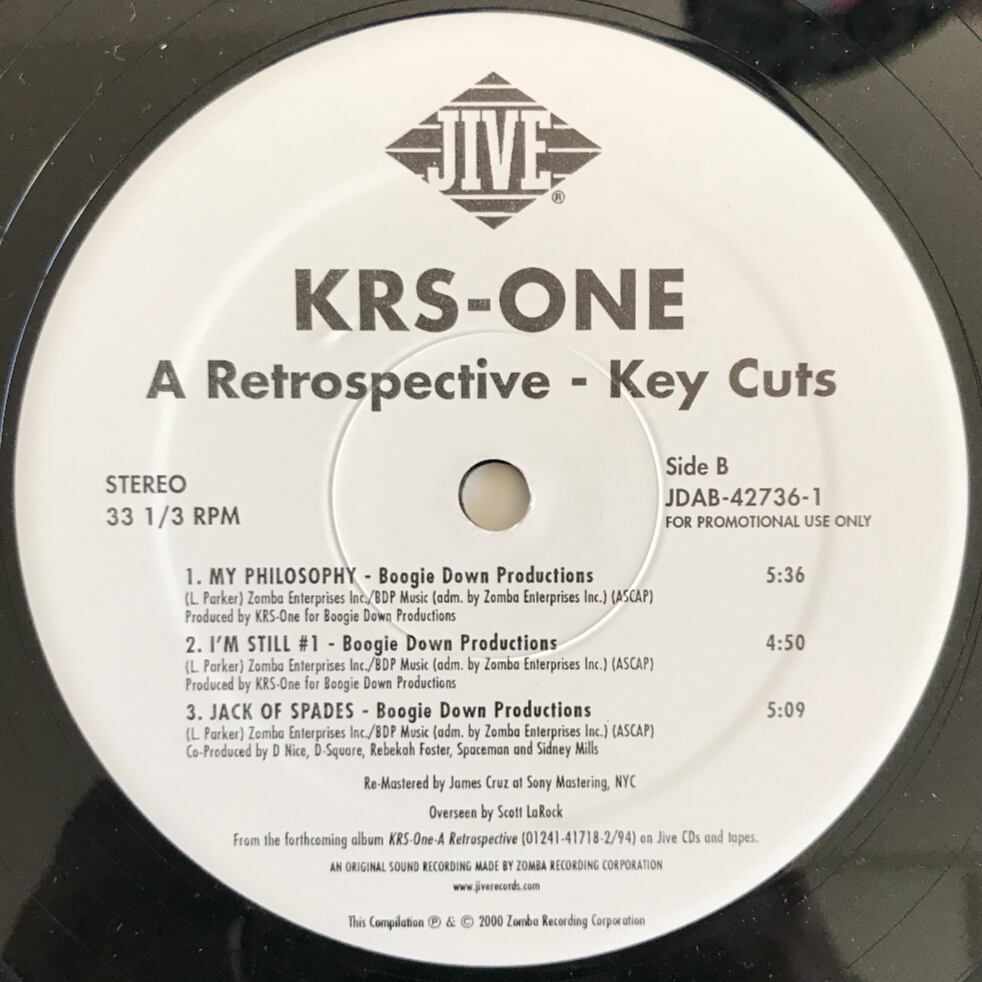 JIVE®
KRS-ONE
A Retrospective - Key Cuts
STEREO
33 1/3 RPM
Side B
JDAB-42736-1
FOR PROMOTIONAL USE ONLY
1. MY PHILOSOPHY - Boogie Down Productions 5:36
(L. Parker) Zomba Enterprises Inc./BDP Music (adm. by Zomba Enterprises Inc.) (ASCAP)
Produced by KRS-One for Boogie Down Productions
2. I'M STILL #1 - Boogie Down Productions 4:50
(L. Parker) Zomba Enterprises Inc./BDP Music (adm. by Zomba Enterprises Inc.) (ASCAP)
Produced by KRS-One for Boogie Down Productions
3. JACK OF SPADES - Boogie Down Productions 5:09
(L. Parker) Zomba Enterprises Inc./BDP Music (adm. by Zomba Enterprises Inc.) (ASCAP)
Co-Produced by D Nice, D-Square, Rebekah Foster, Spaceman and Sidney Mills
Re-Mastered by James Cruz at Sony Mastering, NYC
Overseen by Scott LaRock
From the forthcoming album KRS-One-A Retrospective (01241-41718-2/94) on Jive CDs and tapes.
AN ORIGINAL SOUND RECORDING MADE BY ZOMBA RECORDING CORPORATION
www.jiverecords.com
This Compilation ℗ & © 2000 Zomba Recording Corporation